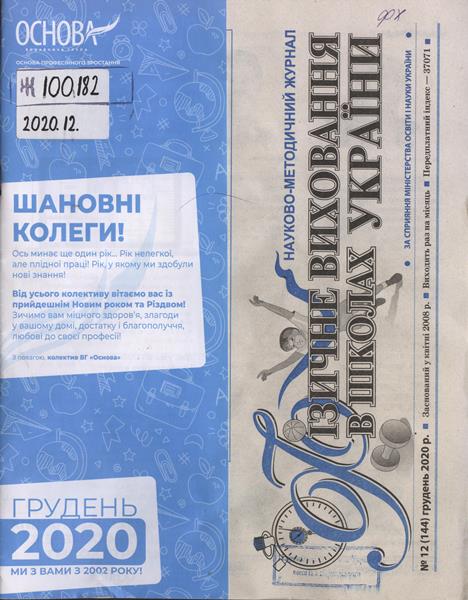 ОСНОВА
ВИДАВНИЧА ГРУПА
ОСНОВА ПРОФЕСІЙНОГО ЗРОСТАННЯ
Ж 100,182
2020.12.
ШАНОВНІ
КОЛЕГИ!
Ось минає ще один рік... Рік нелегкої,
але плідної праці! Рік, у якому ми здобули
нові знання!
Від усього колективу вітаємо вас із
прийдешнім Новим роком та Різдвом!
Зичимо вам міцного здоров’я, злагоди
у вашому домі, достатку і благополуччя,
любові до своєї професії!
З повагою, колектив ВГ «Основа»
ГРУДЕНЬ
2020
МИ З ВАМИ З 2002 РОКУ!
НАУКОВО-МЕТОДИЧНИЙ ЖУРНАЛ
ФІЗИЧНЕ ВИХОВАННЯ
В ШКОЛАХ УКРАЇНИ
ЗА СПРИЯННЯ МІНІСТЕРСТВА ОСВІТИ І НАУКИ УКРАЇНИ
№ 12 (144) грудень 2020 р. ■ Заснований у квітні 2008 р. ■ Виходить раз на місяць ■ Передплатний індекс — 37071